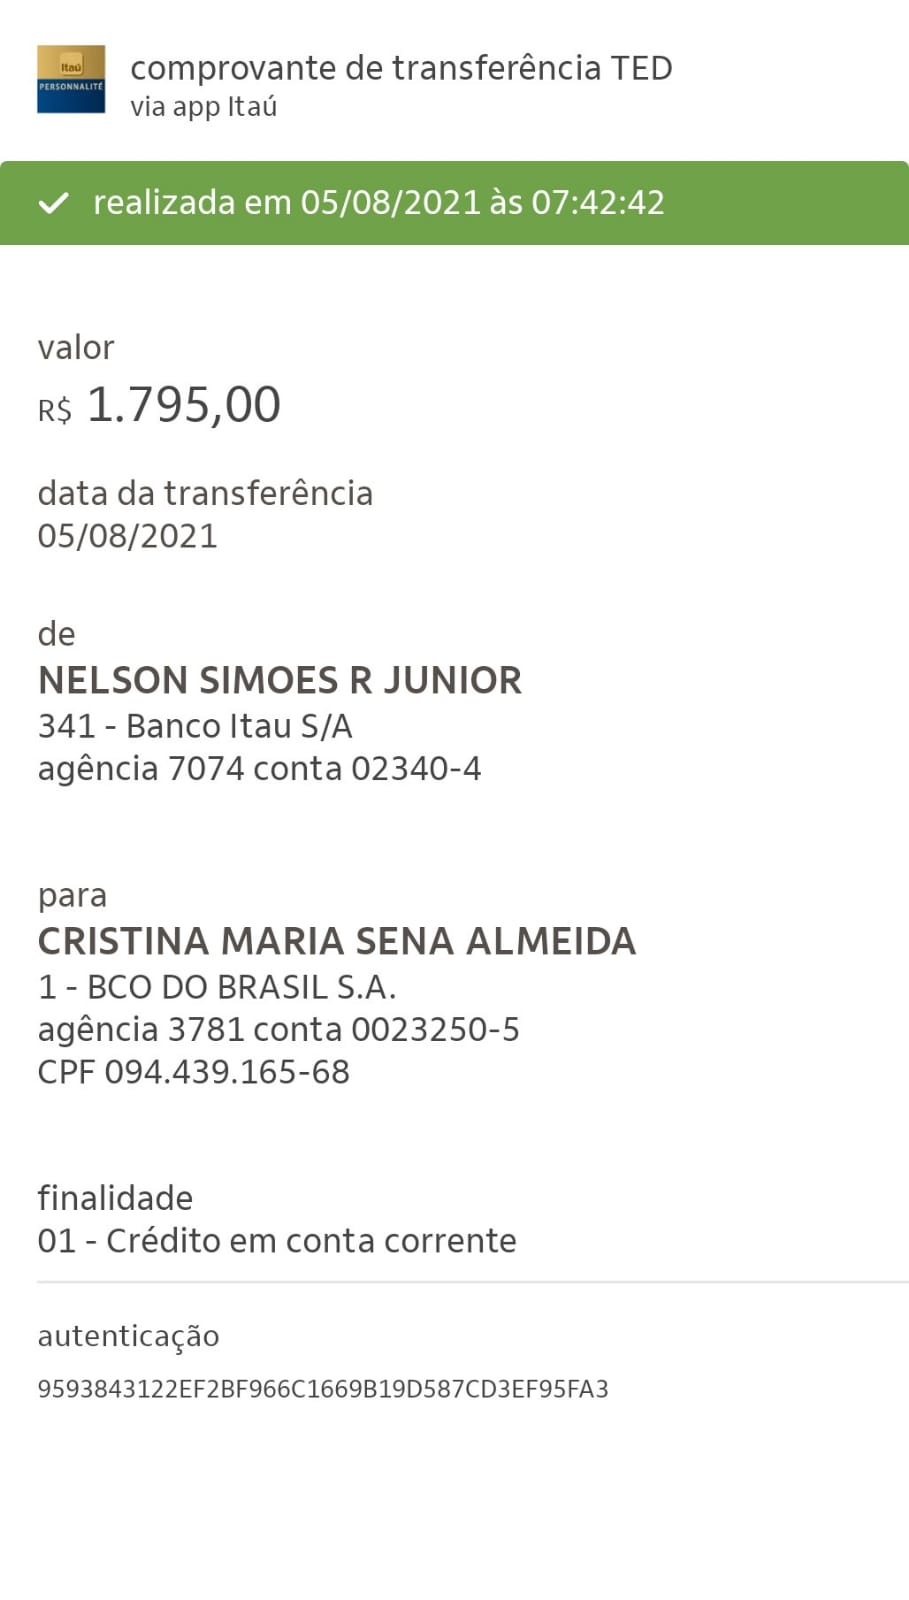 Itaú
PERSONNALITÉ
comprovante de transferência TED
via app Itaú
realizada em 05/08/2021 às 07:42:42
valor
R$ 1.795,00
data da transferência
05/08/2021
de
NELSON SIMOES R JUNIOR
341 - Banco Itau S/A
agência 7074 conta 02340-4
para
CRISTINA MARIA SENA ALMEIDA
1 - BCO DO BRASIL S.A.
agência 3781 conta 0023250-5
CPF 094.439.165-68
finalidade
01 - Crédito em conta corrente
autenticação
9593843122EF2BF966C1669B19D587CD3EF95FA3